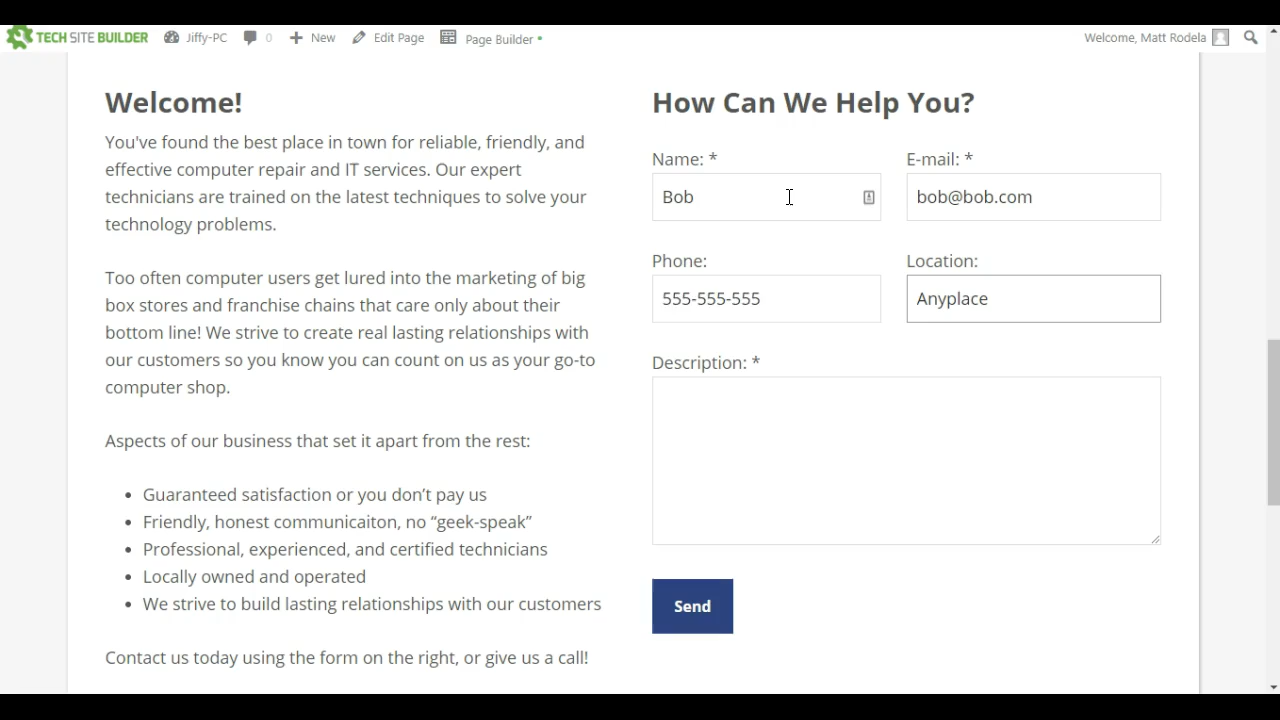 TECH SITE BUILDER Jiffy-PC 0 New Edit Page Page Builder Welcome, Matt Rodela
Welcome!
You've found the best place in town for reliable, friendly, and
effective computer repair and IT services. Our expert
technicians are trained on the latest techniques to solve your
technology problems.
Too often computer users get lured into the marketing of big
box stores and franchise chains that care only about their
bottom line! We strive to create real lasting relationships with
our customers so you know you can count on us as your go-to
computer shop.
Aspects of our business that set it apart from the rest:
• Guaranteed satisfaction or you don’t pay us
• Friendly, honest communicaiton, no “geek-speak”
• Professional, experienced, and certified technicians
• Locally owned and operated
• We strive to build lasting relationships with our customers
Contact us today using the form on the right, or give us a call!
How Can We Help You?
Name: * E-mail: *
Bob bob@bob.com
Phone: Location:
555-555-555 Anyplace
Description: *
Send